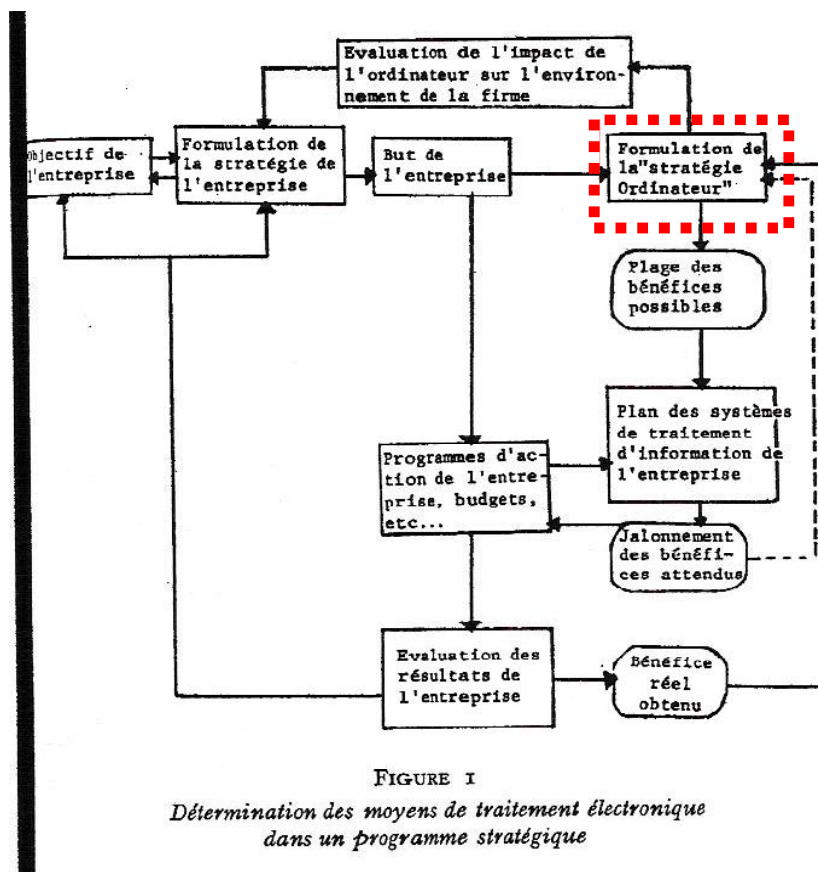 Evaluation de l'impact de
l'ordinateur sur l'environ-
nement de la firme
Objectif de
l'entreprise
Formulation de
la stratégie de
l'entreprise
But de
l'entreprise
Formulation de
la"stratégie
Ordinateur"
Plage des
bénéfices
possibles
Plan des systèmes
de traitement
d'information de
l'entreprise
Programmes d'ac-
tion de l'entre-
prise, budgets,
etc...
Jalonnement
des bénéfi-
ces attendus
Evaluation des
résultats de
l'entreprise
Bénéfice
réel
obtenu
FIGURE I
Détermination des moyens de traitement électronique
dans un programme stratégique